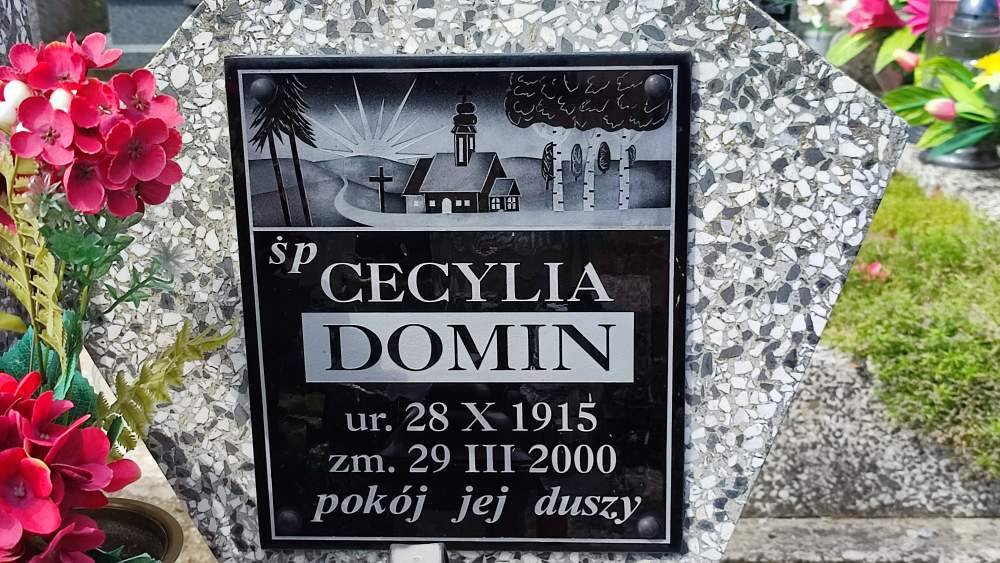 śp CECYLIA
DOMIN
ur. 28 X 1915
zm. 29 III 2000
pokój jej duszy